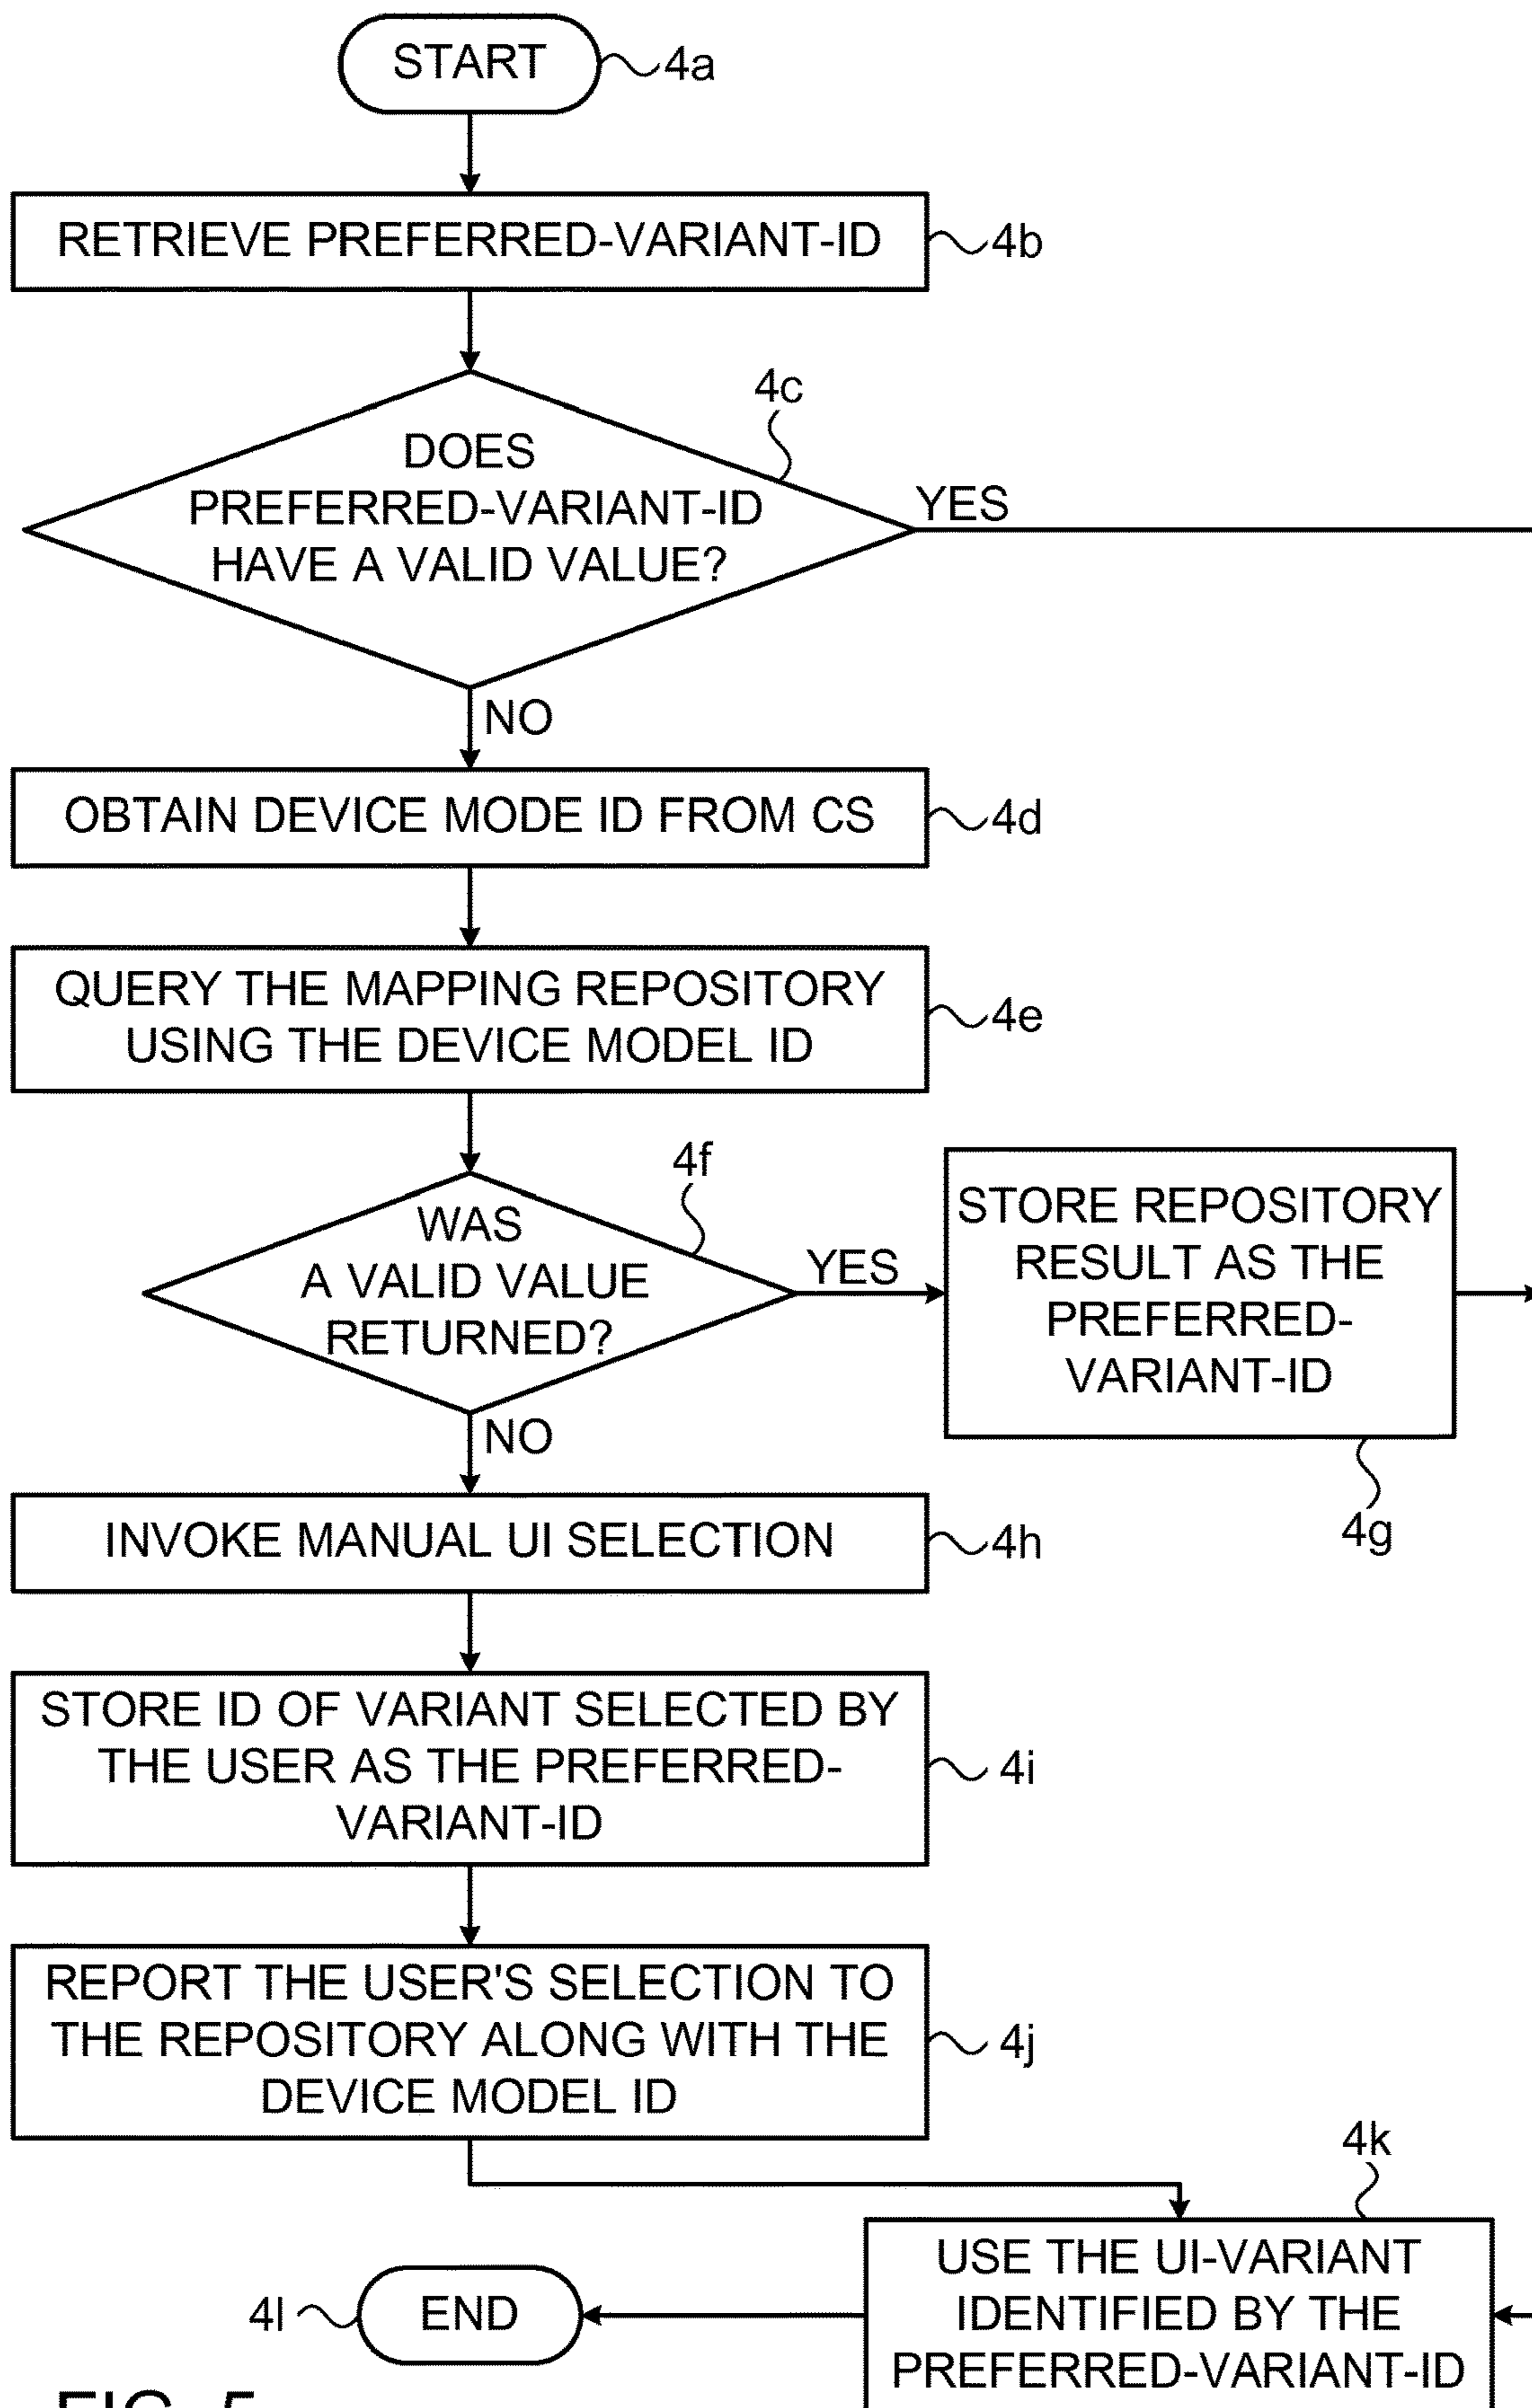 START
4a
RETRIEVE PREFERRED-VARIANT-ID
4b
4c
DOES
PREFERRED-VARIANT-ID
HAVE A VALID VALUE?
YES
NO
OBTAIN DEVICE MODE ID FROM CS
4d
QUERY THE MAPPING REPOSITORY
USING THE DEVICE MODEL ID
4e
4f
WAS
A VALID VALUE
RETURNED?
YES
STORE REPOSITORY
RESULT AS THE
PREFERRED-
VARIANT-ID
4g
NO
INVOKE MANUAL UI SELECTION
4h
STORE ID OF VARIANT SELECTED BY
THE USER AS THE PREFERRED-
VARIANT-ID
4i
REPORT THE USER'S SELECTION TO
THE REPOSITORY ALONG WITH THE
DEVICE MODEL ID
4j
4k
USE THE UI-VARIANT
IDENTIFIED BY THE
PREFERRED-VARIANT-ID
4l
END
FIG. 5